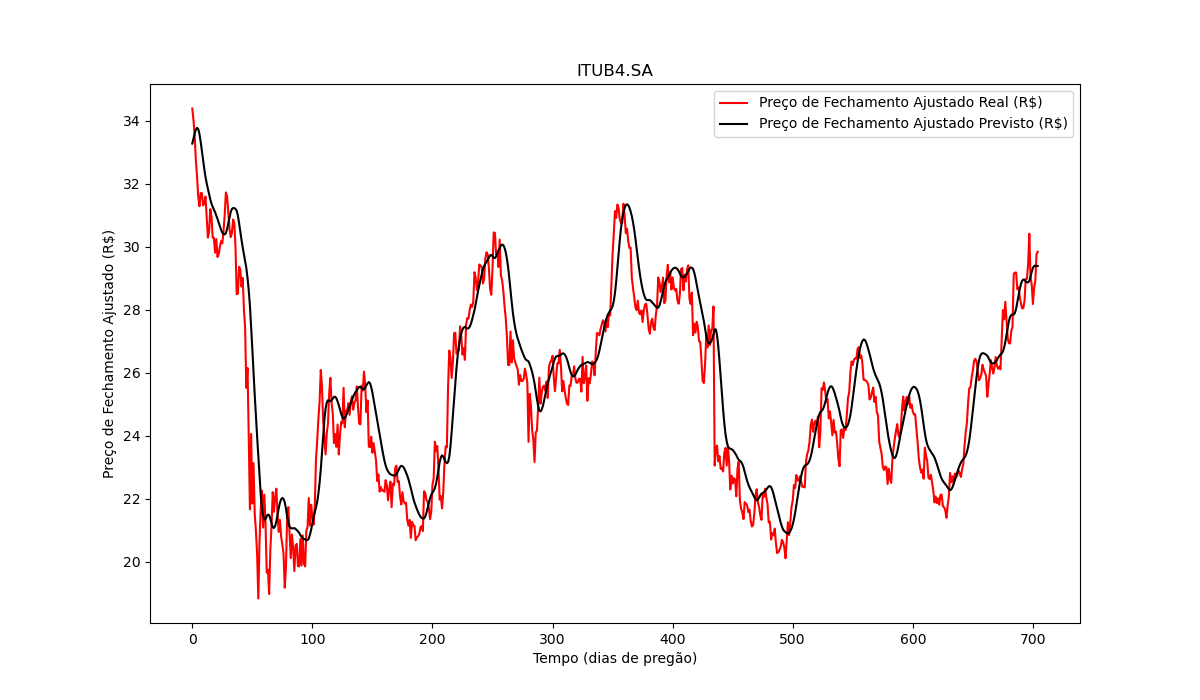 ITUB4.SA
Preço de Fechamento Ajustado Real (R$)
Preço de Fechamento Ajustado Previsto (R$)
Preço de Fechamento Ajustado (R$)
34
32
30
28
26
24
22
20
0 100 200 300 400 500 600 700
Tempo (dias de pregão)